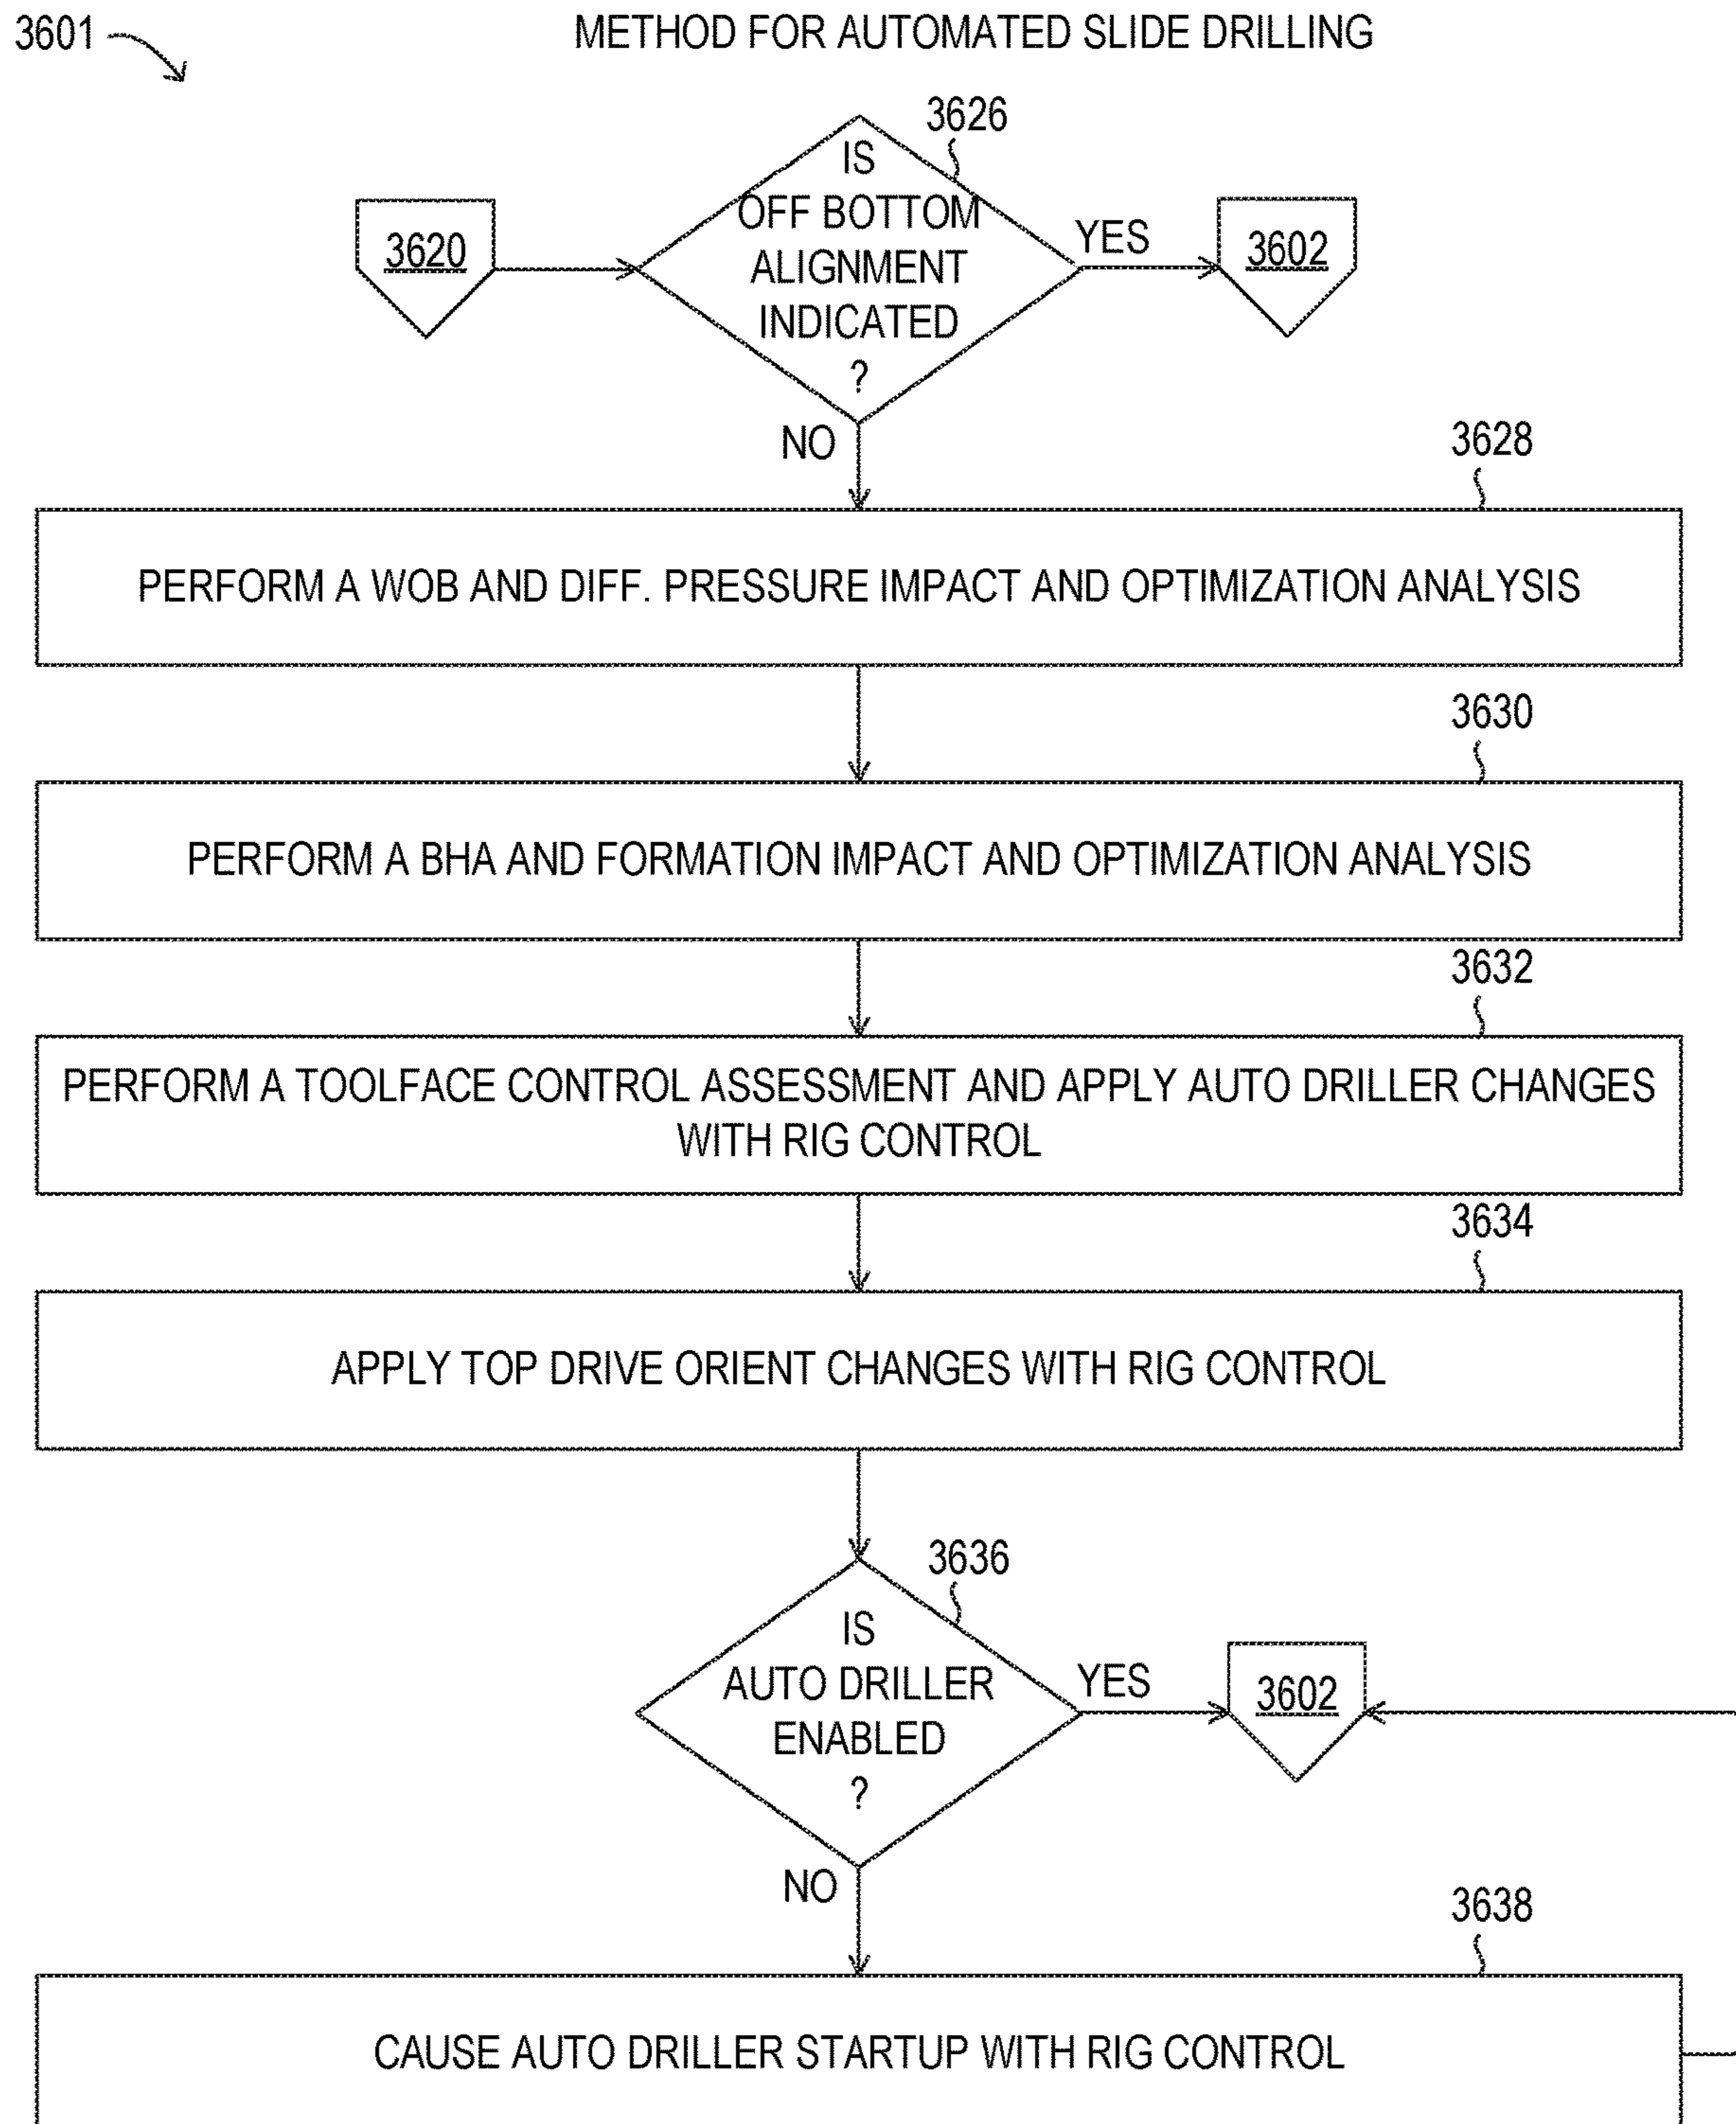 3601
METHOD FOR AUTOMATED SLIDE DRILLING
3626
IS
OFF BOTTOM
ALIGNMENT
INDICATED
?
3620
YES
3602
NO
3628
PERFORM A WOB AND DIFF. PRESSURE IMPACT AND OPTIMIZATION ANALYSIS
3630
PERFORM A BHA AND FORMATION IMPACT AND OPTIMIZATION ANALYSIS
3632
PERFORM A TOOLFACE CONTROL ASSESSMENT AND APPLY AUTO DRILLER CHANGES
WITH RIG CONTROL
3634
APPLY TOP DRIVE ORIENT CHANGES WITH RIG CONTROL
3636
IS
AUTO DRILLER
ENABLED
?
YES
3602
NO
3638
CAUSE AUTO DRILLER STARTUP WITH RIG CONTROL